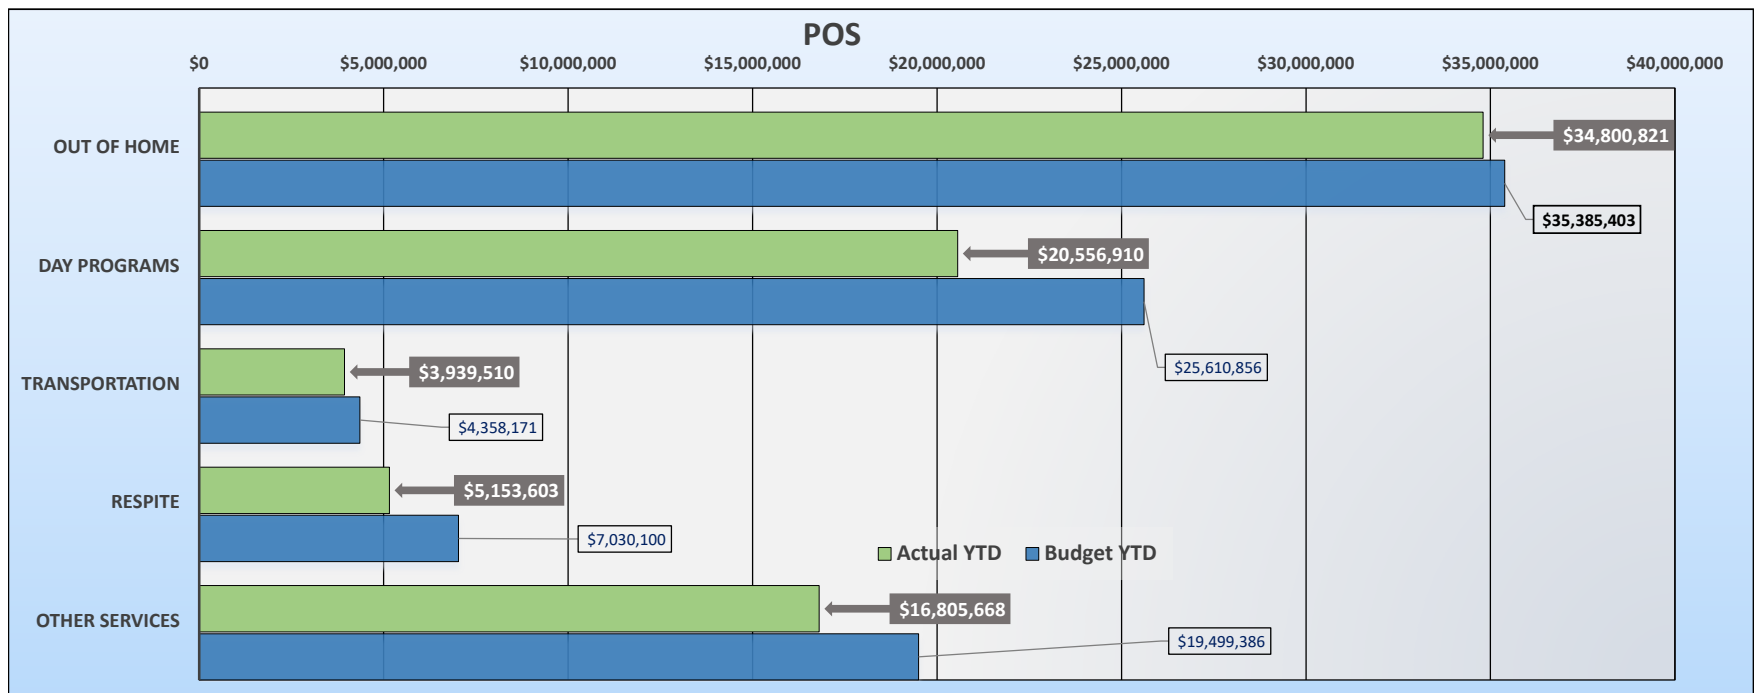 POS
$0 $5,000,000 $10,000,000 $15,000,000 $20,000,000 $25,000,000 $30,000,000 $35,000,000 $40,000,000
OUT OF HOME
$34,800,821
$35,385,403
DAY PROGRAMS
$20,556,910
$25,610,856
TRANSPORTATION
$3,939,510
$4,358,171
RESPITE
$5,153,603
$7,030,100
Actual YTD Budget YTD
OTHER SERVICES
$16,805,668
$19,499,386